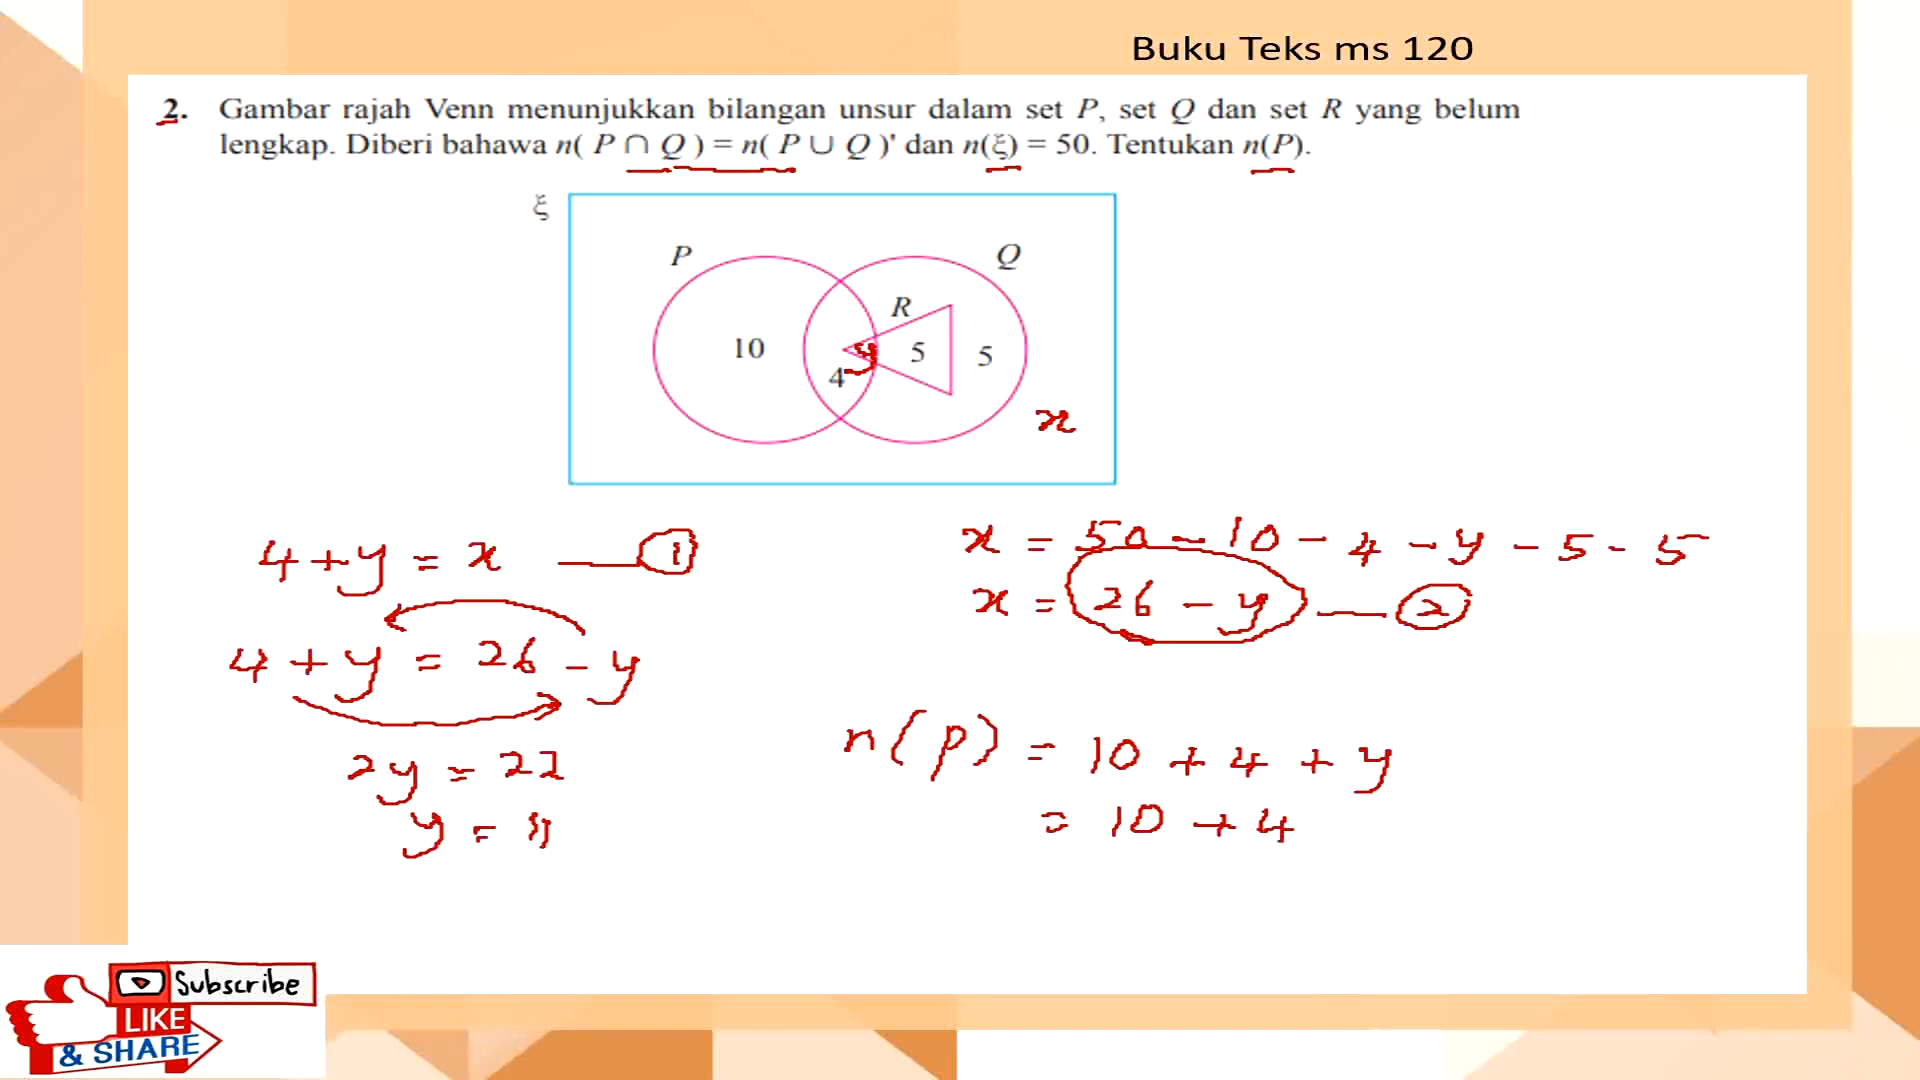 Buku Teks ms 120
2. Gambar rajah Venn menunjukkan bilangan unsur dalam set P, set Q dan set R yang belum
lengkap. Diberi bahawa n( P ∩ Q ) = n( P ∪ Q )' dan n(ξ) = 50. Tentukan n(P).
ξ
P
Q
R
10
4
y
5
5
x
4 + y = x — ①
4 + y = 26 - y
2y = 22
y = 11
x = 50 - 10 - 4 - y - 5 - 5
x = 26 - y — ②
n(P) = 10 + 4 + y
= 10 + 4
Subscribe
LIKE
& SHARE